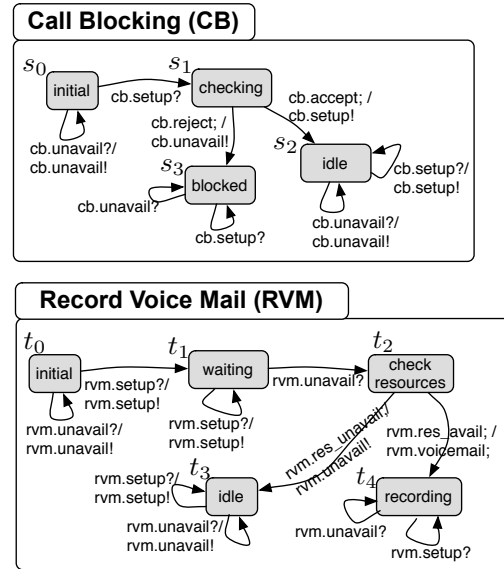 Call Blocking (CB)
s0
initial
cb.setup?
s1
checking
cb.unavail?/
cb.unavail!
cb.reject; /
cb.unavail!
cb.accept; /
cb.setup!
s3
blocked
s2
idle
cb.setup?/
cb.setup!
cb.unavail?
cb.setup?
cb.unavail?/
cb.unavail!
Record Voice Mail (RVM)
t0
initial
rvm.setup?/
rvm.setup!
t1
waiting
rvm.unavail?
t2
check
resources
rvm.unavail?/
rvm.unavail!
rvm.setup?/
rvm.setup!
rvm.res_unavail;/
rvm.unavail!
rvm.res_avail; /
rvm.voicemail;
rvm.setup?/
rvm.setup!
t3
idle
t4
recording
rvm.unavail?/
rvm.unavail!
rvm.unavail?
rvm.setup?